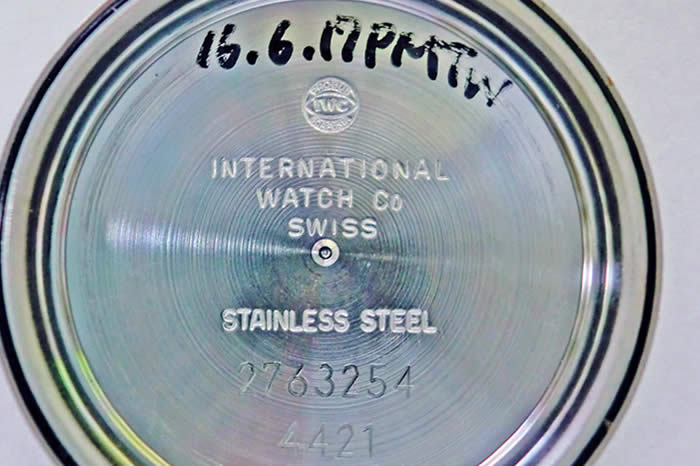 16.6.17PMTW
IWC
INTERNATIONAL
WATCH Co
SWISS
STAINLESS STEEL
2763254
4421